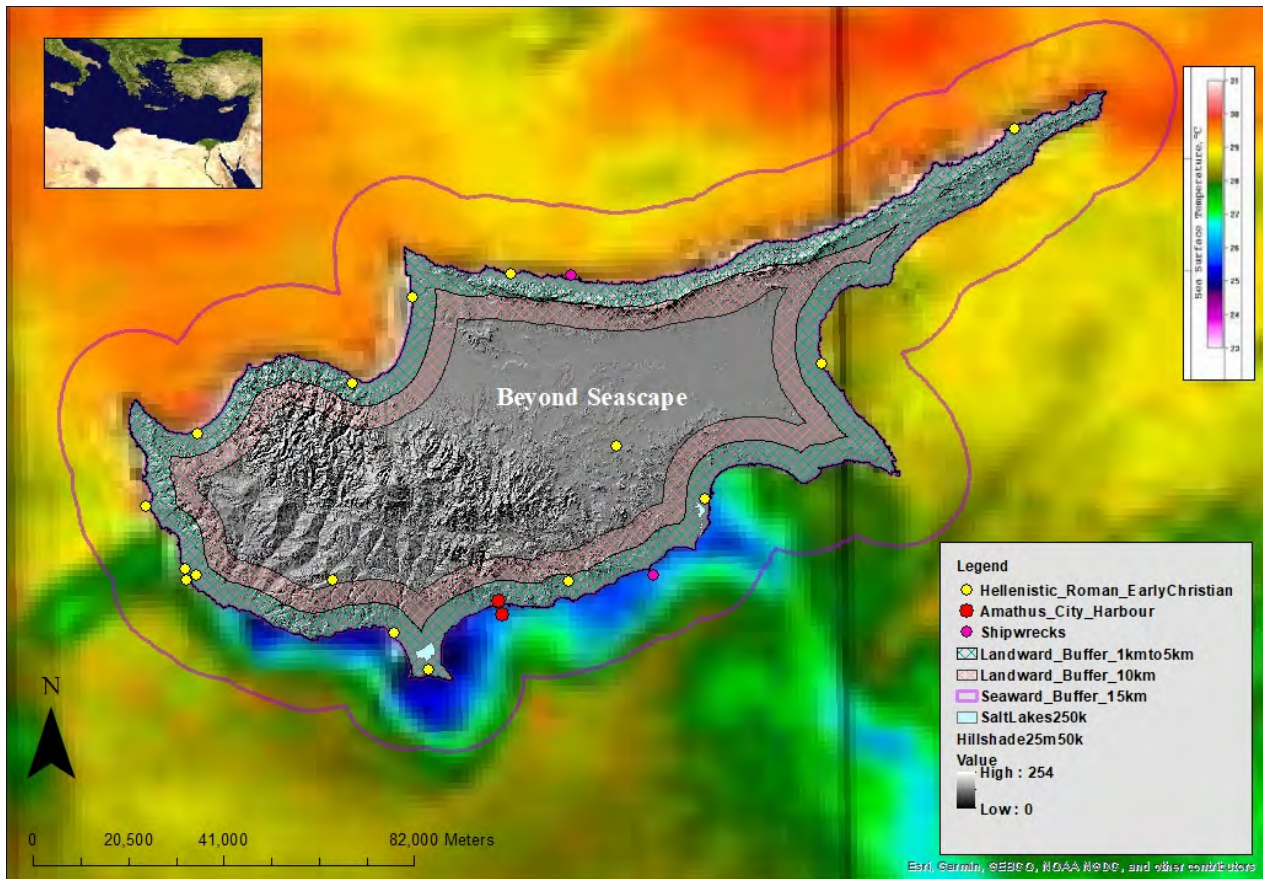 31
30
29
28
27
26
25
24
23
Sea Surface Temperature,°C
Beyond Seascape
Legend
Hellenistic_Roman_EarlyChristian
Amathus_City_Harbour
Shipwrecks
Landward_Buffer_1kmto5km
Landward_Buffer_10km
Seaward_Buffer_15km
SaltLakes250k
Hillshade25m50k
Value
High : 254
Low : 0
N
0 20,500 41,000 82,000 Meters
Esri, Garmin, GEBCO, NOAA NGDC, and other contributors